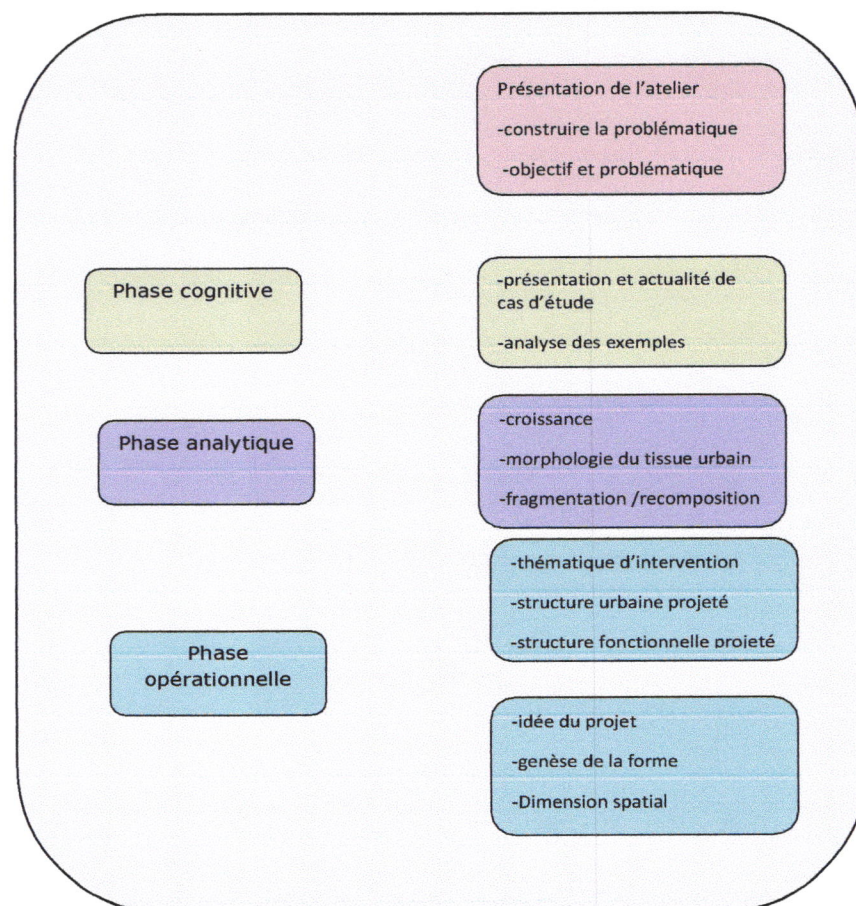 Présentation de l'atelier
-construire la problématique
-objectif et problématique
Phase cognitive
-présentation et actualité de
cas d'étude
-analyse des exemples
Phase analytique
-croissance
-morphologie du tissue urbain
-fragmentation /recomposition
Phase
opérationnelle
-thématique d'intervention
-structure urbaine projeté
-structure fonctionnelle projeté
-idée du projet
-genèse de la forme
-Dimension spatial